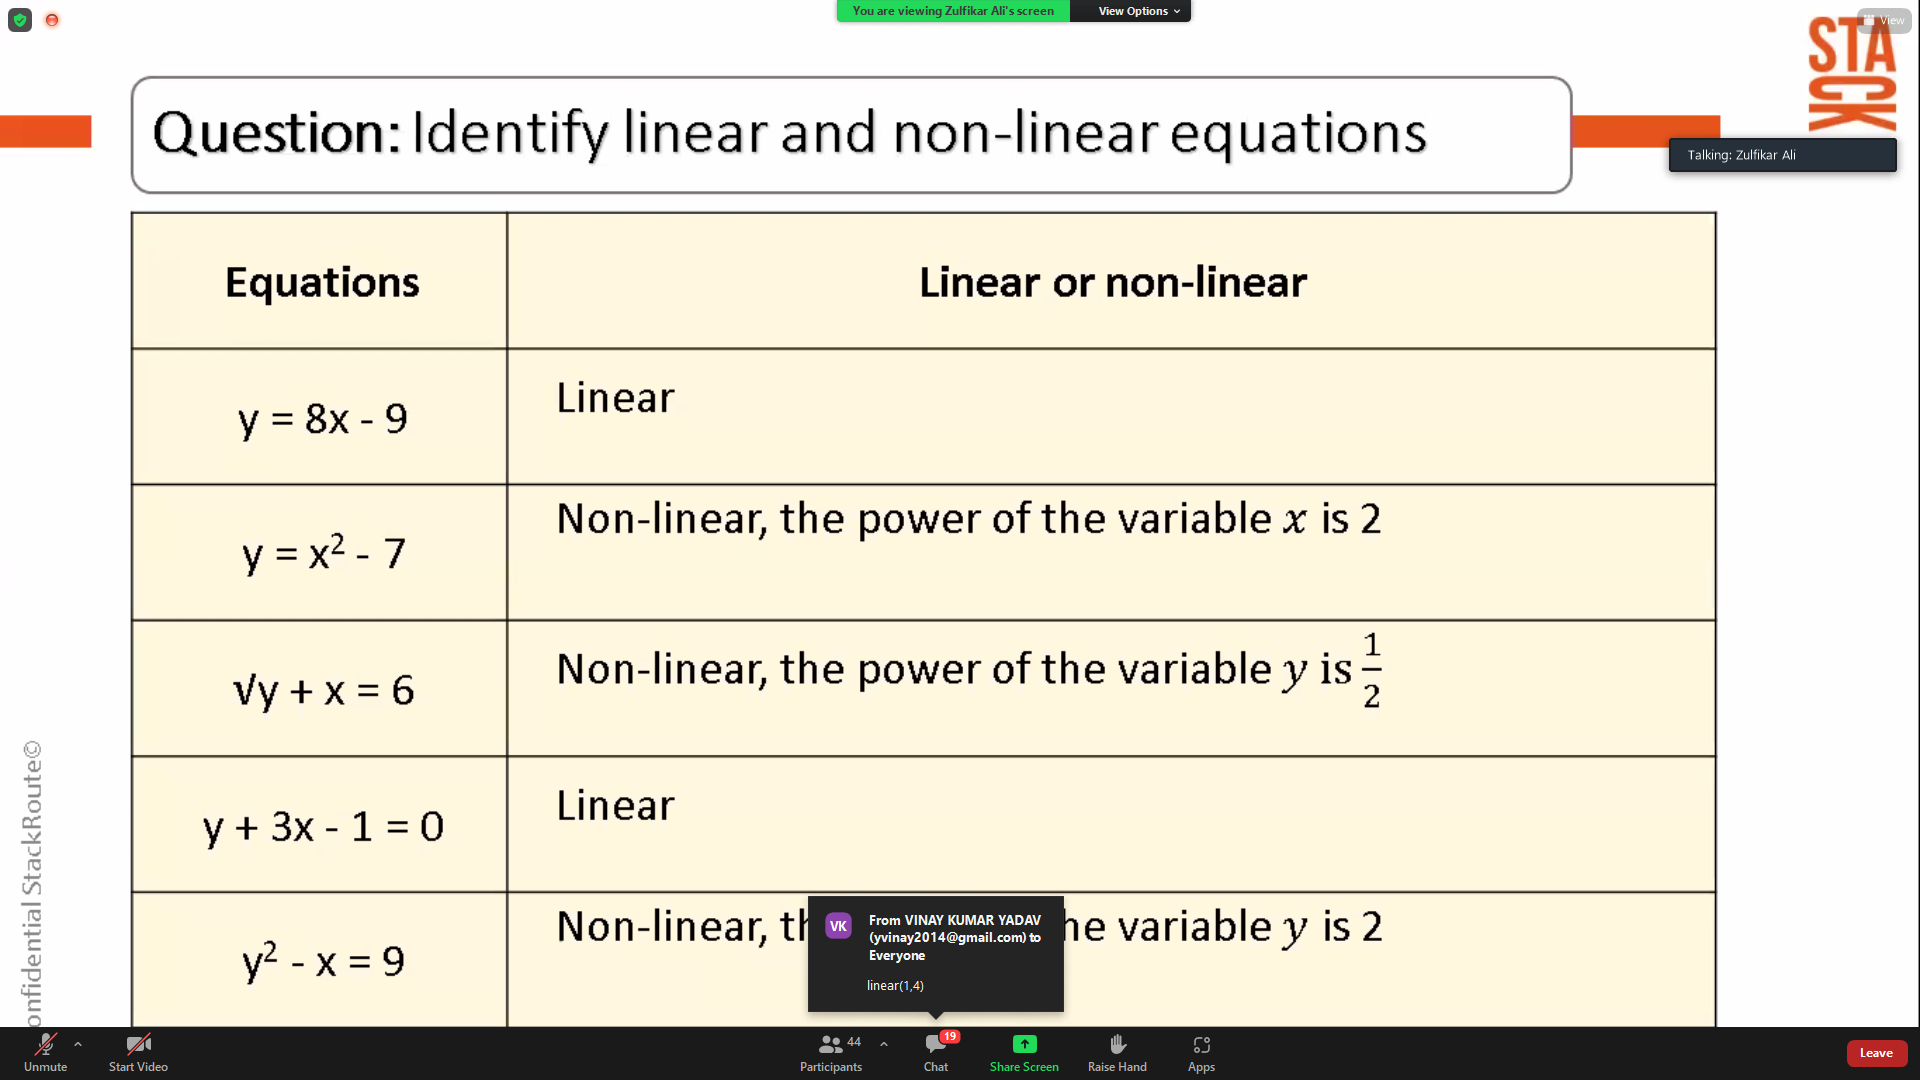 You are viewing Zulfikar Ali's screen
View Options
View
STACK
Question: Identify linear and non-linear equations
Talking: Zulfikar Ali
Equations
Linear or non-linear
y = 8x - 9
Linear
y = x² - 7
Non-linear, the power of the variable x is 2
√y + x = 6
Non-linear, the power of the variable y is 1/2
y + 3x - 1 = 0
Linear
y² - x = 9
Non-linear, th
he variable y is 2
onfidential StackRoute©
VK
From VINAY KUMAR YADAV
(yvinay2014@gmail.com) to
Everyone
linear(1,4)
Unmute
Start Video
44
Participants
19
Chat
Share Screen
Raise Hand
Apps
Leave